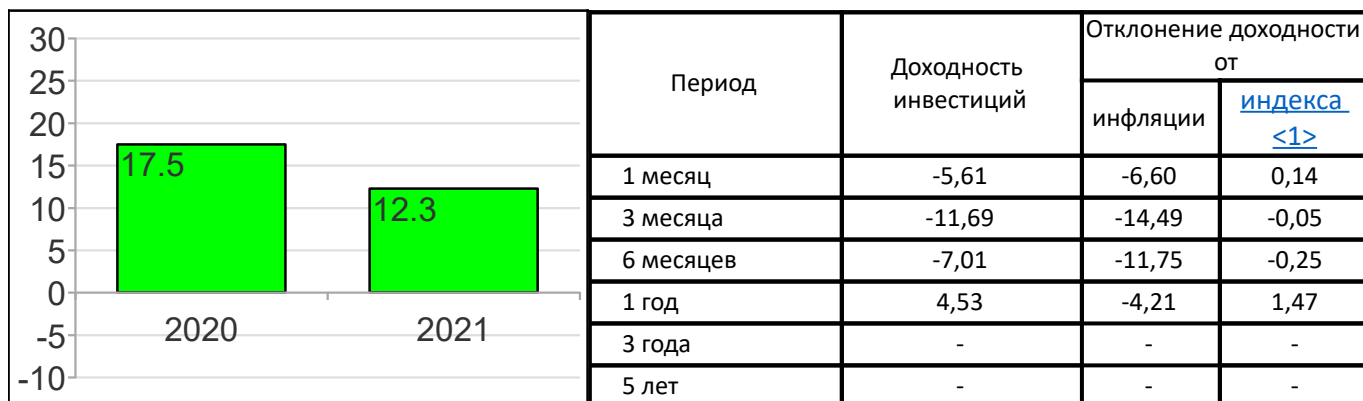 30
25
20
15
10
5
0
-5
-10
17.5
12.3
2020 2021
Период
Доходность
инвестиций
Отклонение доходности
от
инфляции
индекса
<1>
1 месяц -5,61 -6,60 0,14
3 месяца -11,69 -14,49 -0,05
6 месяцев -7,01 -11,75 -0,25
1 год 4,53 -4,21 1,47
3 года - - -
5 лет - - -